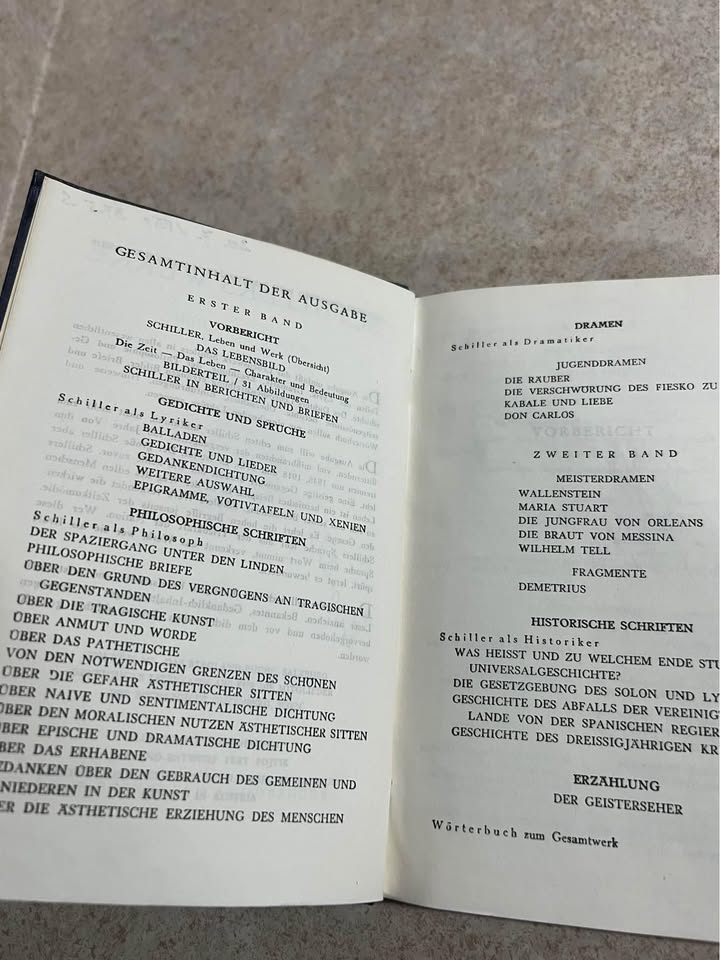 GESAMTINHALT DER AUSGABE
ERSTER BAND
VORBERICHT
SCHILLER, Leben und Werk (Übersicht)
DAS LEBENSBILD
Die Zeit — Das Leben — Charakter und Bedeutung
BILDERTEIL / 31 Abbildungen
SCHILLER IN BERICHTEN UND BRIEFEN
GEDICHTE UND SPRÜCHE
Schiller als Lyriker
BALLADEN
GEDICHTE UND LIEDER
GEDANKENDICHTUNG
WEITERE AUSWAHL
EPIGRAMME, VOTIVTAFELN UND XENIEN
PHILOSOPHISCHE SCHRIFTEN
Schiller als Philosoph
DER SPAZIERGANG UNTER DEN LINDEN
PHILOSOPHISCHE BRIEFE
ÜBER DEN GRUND DES VERGNÜGENS AN TRAGISCHEN
GEGENSTÄNDEN
ÜBER DIE TRAGISCHE KUNST
ÜBER ANMUT UND WÜRDE
ÜBER DAS PATHETISCHE
VON DEN NOTWENDIGEN GRENZEN DES SCHÖNEN
ÜBER DIE GEFAHR ÄSTHETISCHER SITTEN
ÜBER NAIVE UND SENTIMENTALISCHE DICHTUNG
ÜBER DEN MORALISCHEN NUTZEN ÄSTHETISCHER SITTEN
ÜBER EPISCHE UND DRAMATISCHE DICHTUNG
BER DAS ERHABENE
EDANKEN ÜBER DEN GEBRAUCH DES GEMEINEN UND
NIEDEREN IN DER KUNST
ER DIE ÄSTHETISCHE ERZIEHUNG DES MENSCHEN
DRAMEN
Schiller als Dramatiker
JUGENDDRAMEN
DIE RÄUBER
DIE VERSCHWÖRUNG DES FIESKO ZU
KABALE UND LIEBE
DON CARLOS
ZWEITER BAND
MEISTERDRAMEN
WALLENSTEIN
MARIA STUART
DIE JUNGFRAU VON ORLEANS
DIE BRAUT VON MESSINA
WILHELM TELL
FRAGMENTE
DEMETRIUS
HISTORISCHE SCHRIFTEN
Schiller als Historiker
WAS HEISST UND ZU WELCHEM ENDE STU
UNIVERSALGESCHICHTE?
DIE GESETZGEBUNG DES SOLON UND LY
GESCHICHTE DES ABFALLS DER VEREINIG
LANDE VON DER SPANISCHEN REGIER
GESCHICHTE DES DREISSIGJÄHRIGEN KR
ERZÄHLUNG
DER GEISTERSEHER
Wörterbuch zum Gesamtwerk